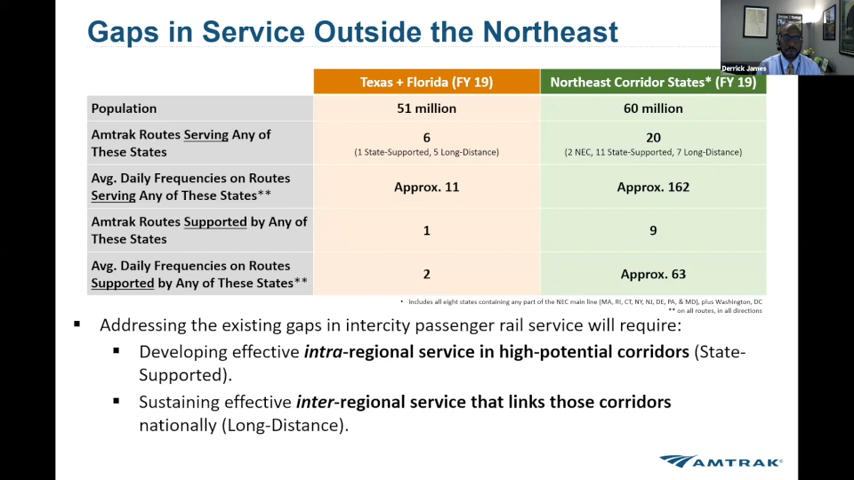 Gaps in Service Outside the Northeast
Derrick James
Texas + Florida (FY 19)
Northeast Corridor States* (FY 19)
Population
51 million
60 million
Amtrak Routes Serving Any of
These States
6
(1 State-Supported, 5 Long-Distance)
20
(2 NEC, 11 State-Supported, 7 Long-Distance)
Avg. Daily Frequencies on Routes
Serving Any of These States**
Approx. 11
Approx. 162
Amtrak Routes Supported by Any of
These States
1
9
Avg. Daily Frequencies on Routes
Supported by Any of These States**
2
Approx. 63
• Includes all eight states containing any part of the NEC main line (MA, RI, CT, NY, NJ, DE, PA, & MD), plus Washington, DC
** on all routes, in all directions
▪ Addressing the existing gaps in intercity passenger rail service will require:
▪ Developing effective intra-regional service in high-potential corridors (State-
Supported).
▪ Sustaining effective inter-regional service that links those corridors
nationally (Long-Distance).
AMTRAK